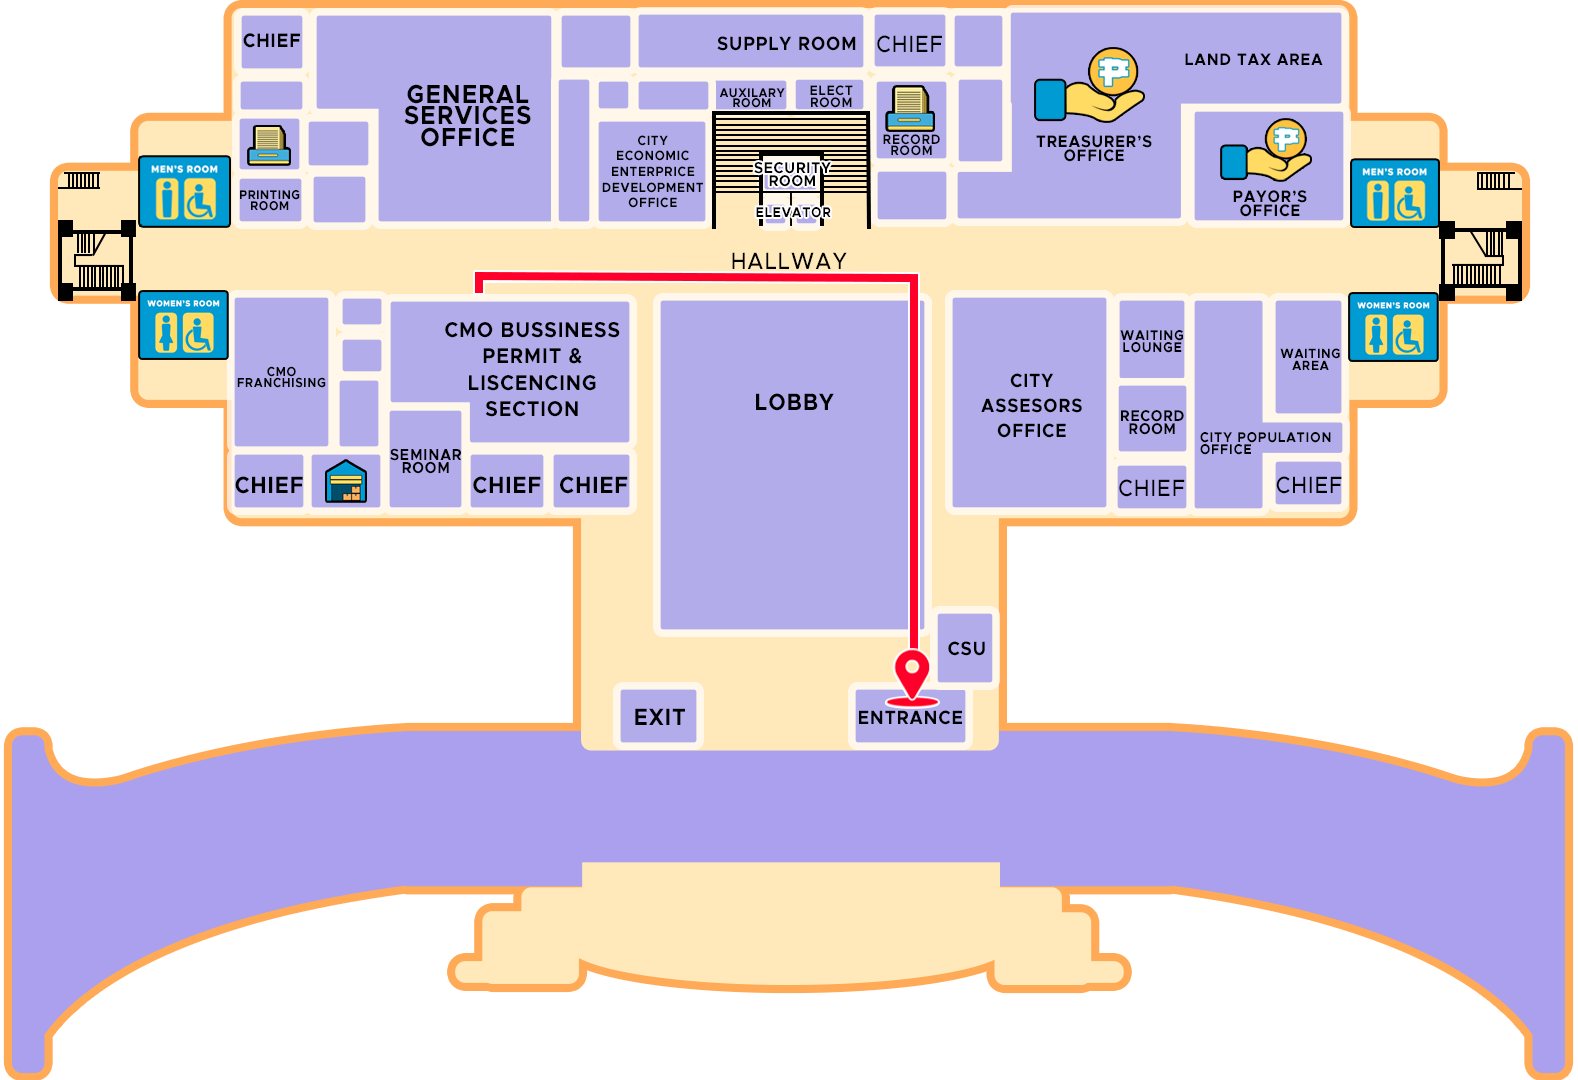 CHIEF
GENERAL
SERVICES
OFFICE
SUPPLY ROOM
CHIEF
LAND TAX AREA
AUXILARY
ROOM
ELECT
ROOM
TREASURER'S
OFFICE
RECORD
ROOM
CITY
ECONOMIC
ENTERPRICE
DEVELOPMENT
OFFICE
SECURITY
ROOM
ELEVATOR
MEN'S ROOM
PRINTING
ROOM
PAYOR'S
OFFICE
MEN'S ROOM
HALLWAY
WOMEN'S ROOM
CMO
FRANCHISING
CMO BUSSINESS
PERMIT &
LISCENCING
SECTION
SEMINAR
ROOM
CHIEF
CHIEF
CHIEF
LOBBY
CITY
ASSESORS
OFFICE
WAITING
LOUNGE
RECORD
ROOM
CHIEF
WAITING
AREA
CITY POPULATION
OFFICE
CHIEF
WOMEN'S ROOM
CSU
EXIT
ENTRANCE